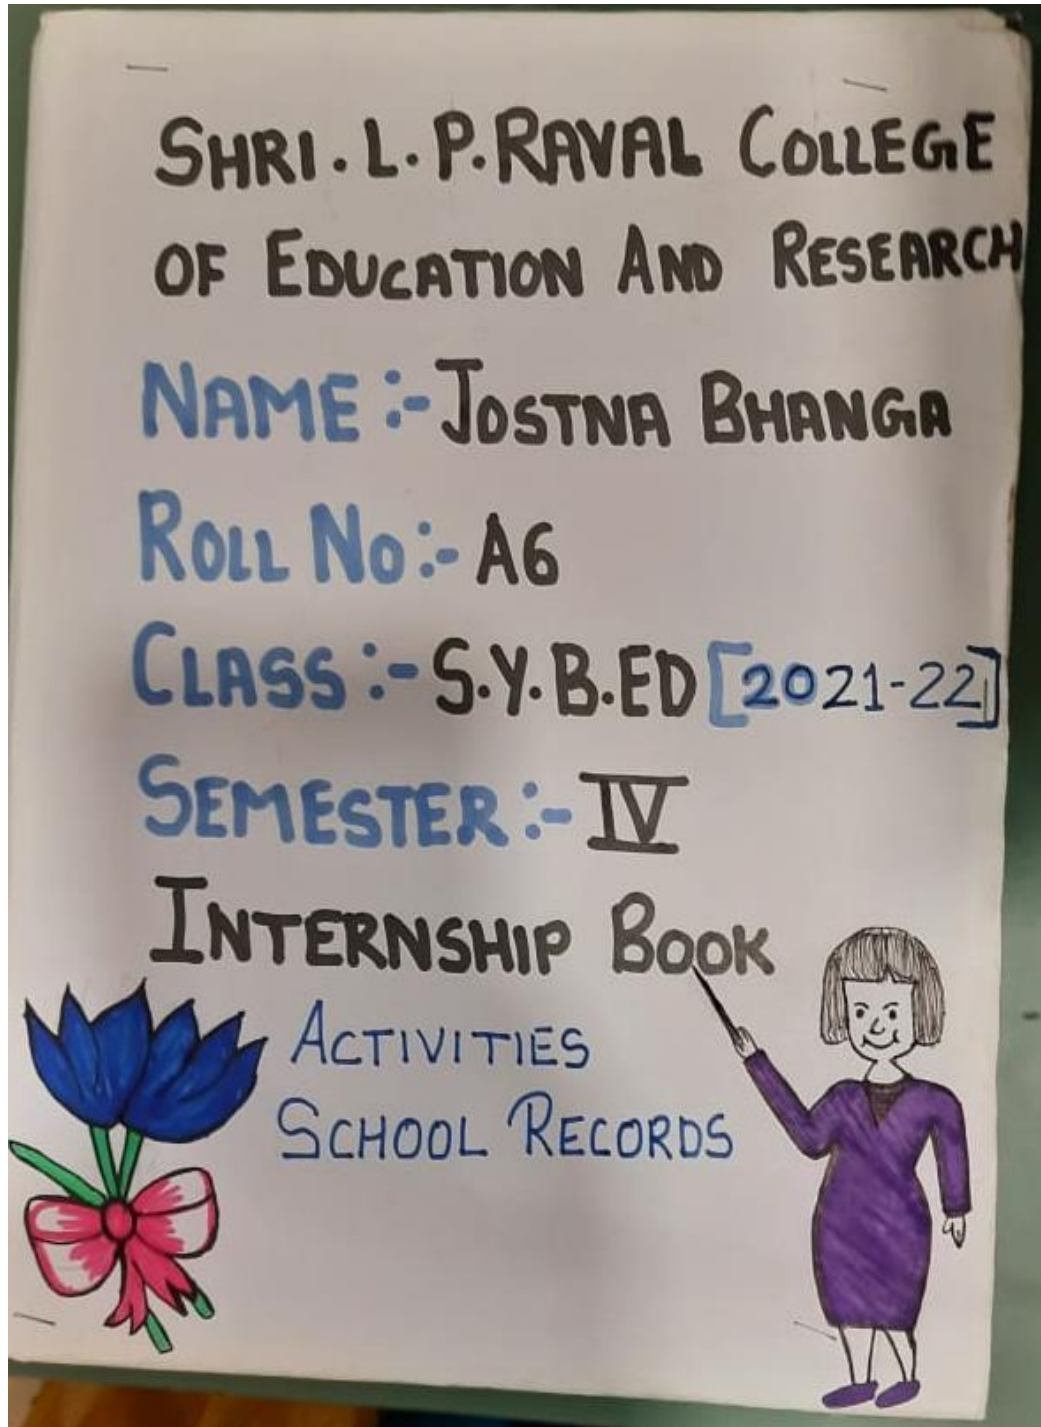 SHRI. L. P. RAVAL COLLEGE
OF EDUCATION AND RESEARCH
NAME :- JOSTNA BHANGA
ROLL NO :- A6
CLASS :- S.Y.B.ED [2021-22]
SEMESTER :- IV
INTERNSHIP BOOK
ACTIVITIES
SCHOOL RECORDS